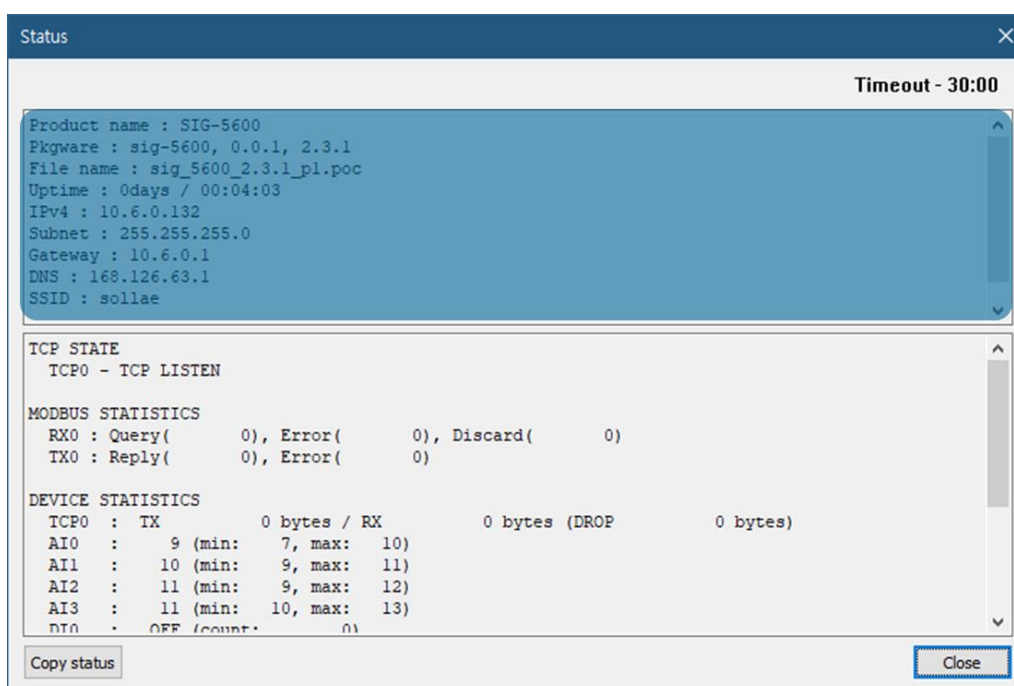 Status
Timeout - 30:00
Product name : SIG-5600
Pkgware : sig-5600, 0.0.1, 2.3.1
File name : sig_5600_2.3.1_p1.poc
Uptime : 0days / 00:04:03
IPv4 : 10.6.0.132
Subnet : 255.255.255.0
Gateway : 10.6.0.1
DNS : 168.126.63.1
SSID : sollae
TCP STATE
TCP0 - TCP LISTEN
MODBUS STATISTICS
RX0 : Query( 0), Error( 0), Discard( 0)
TX0 : Reply( 0), Error( 0)
DEVICE STATISTICS
TCP0 : TX 0 bytes / RX 0 bytes (DROP 0 bytes)
AI0 : 9 (min: 7, max: 10)
AI1 : 10 (min: 9, max: 11)
AI2 : 11 (min: 9, max: 12)
AI3 : 11 (min: 10, max: 13)
DI0 : OFF (count: 0)
Copy status
Close